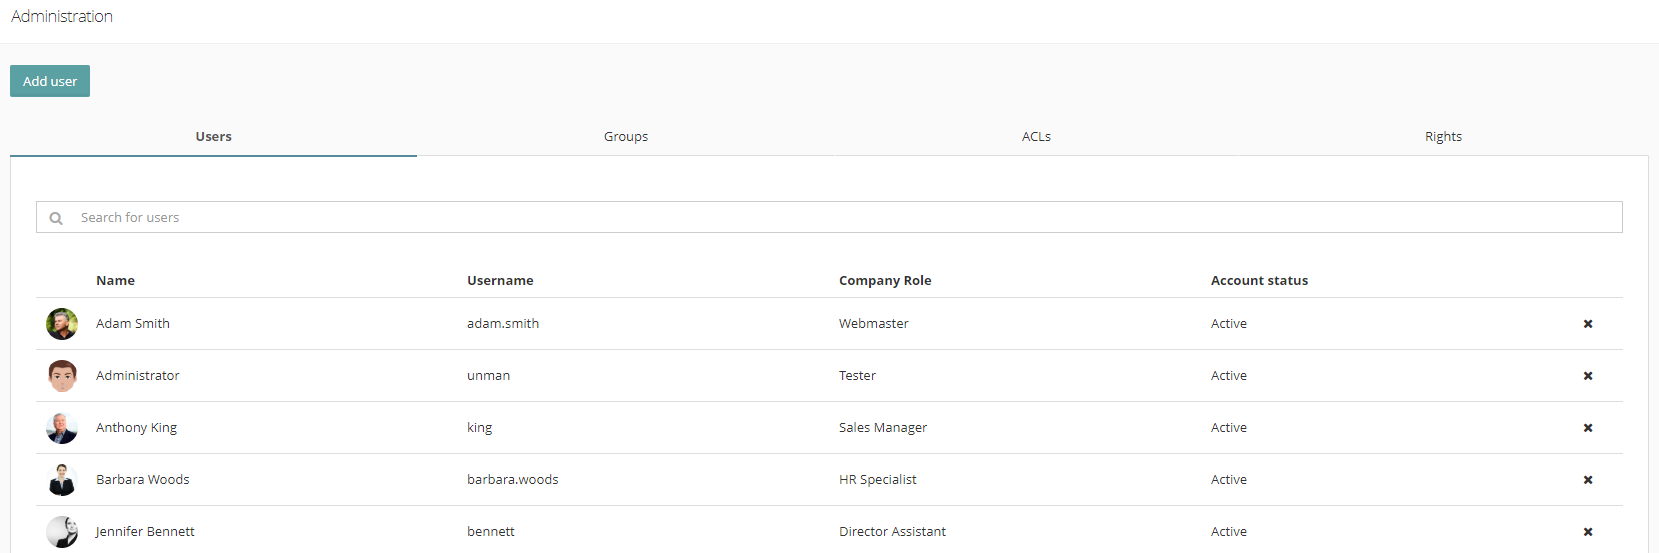 Administration
Add user
Users Groups ACLs Rights
Search for users
Name Username Company Role Account status
Adam Smith adam.smith Webmaster Active
Administrator unman Tester Active
Anthony King king Sales Manager Active
Barbara Woods barbara.woods HR Specialist Active
Jennifer Bennett bennett Director Assistant Active